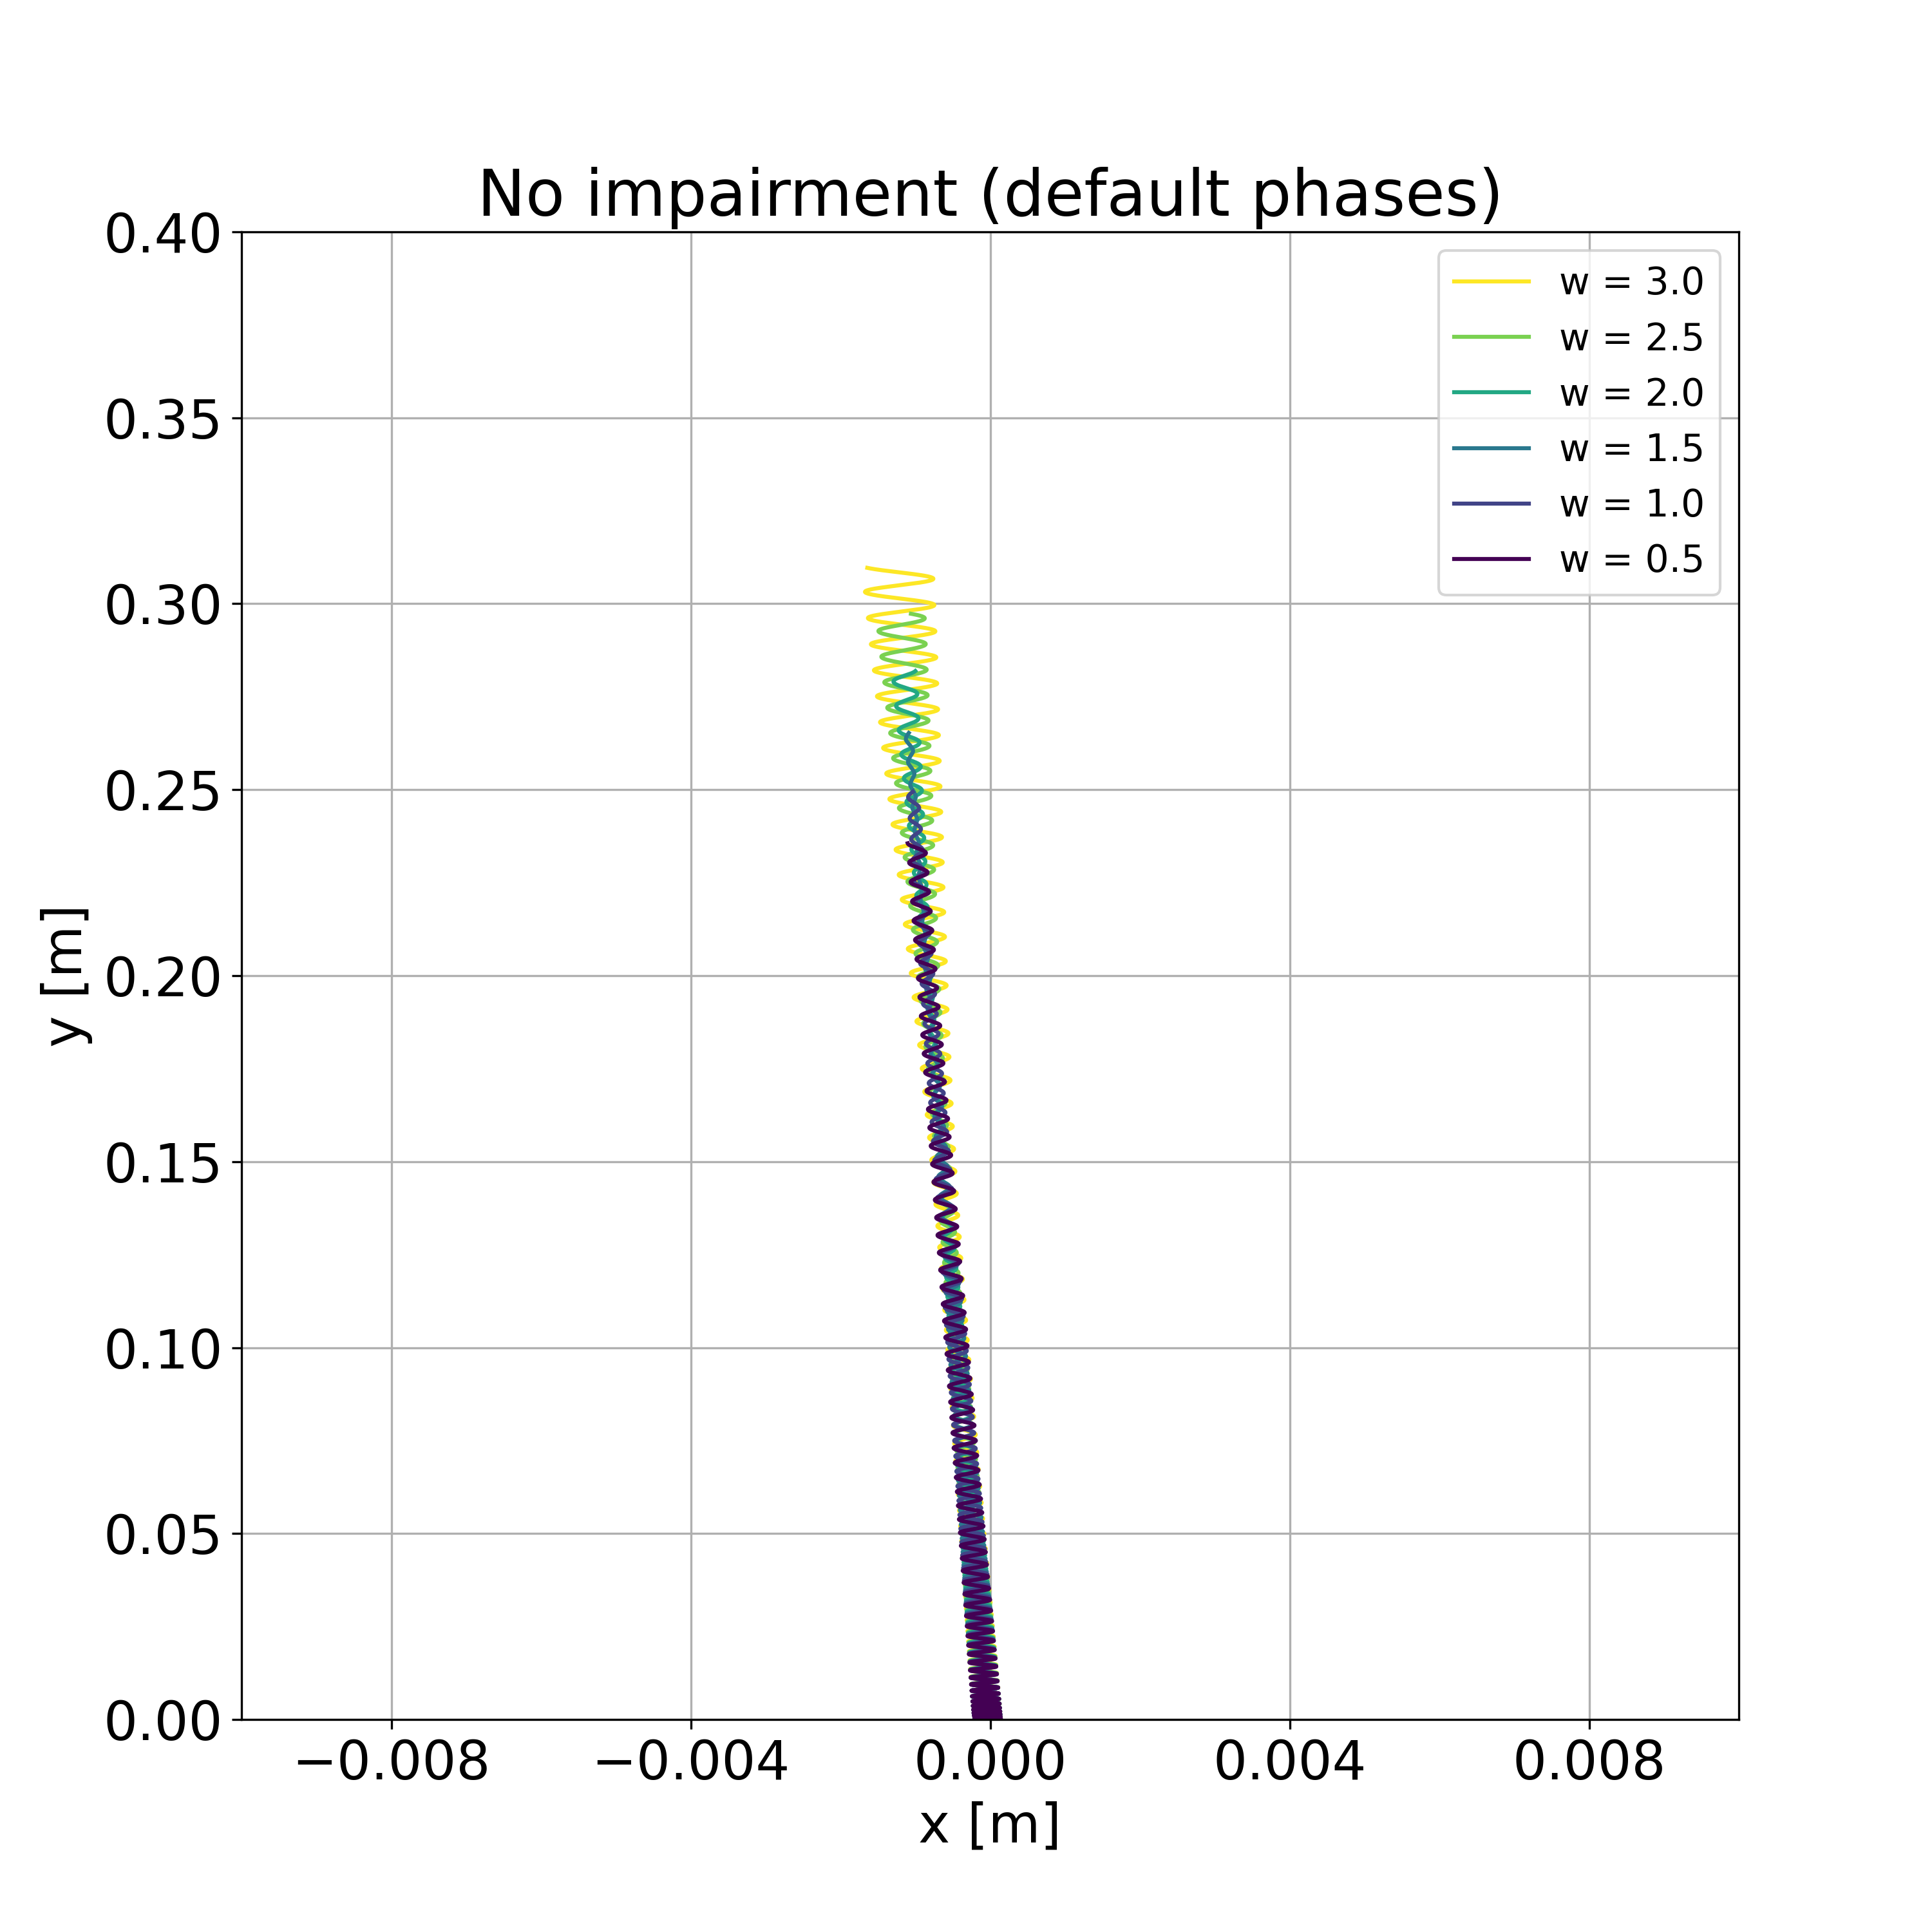 No impairment (default phases)
0.40
0.35
0.30
0.25
0.20
0.15
0.10
0.05
0.00
y [m]
w = 3.0
w = 2.5
w = 2.0
w = 1.5
w = 1.0
w = 0.5
−0.008 −0.004 0.000 0.004 0.008
x [m]